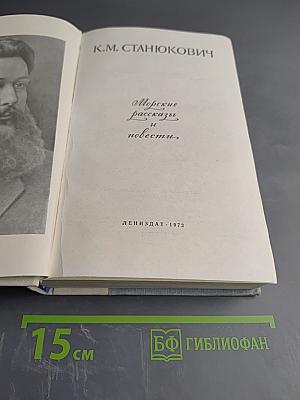 К.М. СТАНЮКОВИЧ
Морские
рассказы
и
повести
ЛЕНИЗДАТ · 1972
15 см
БФ ГИБЛИОФАН